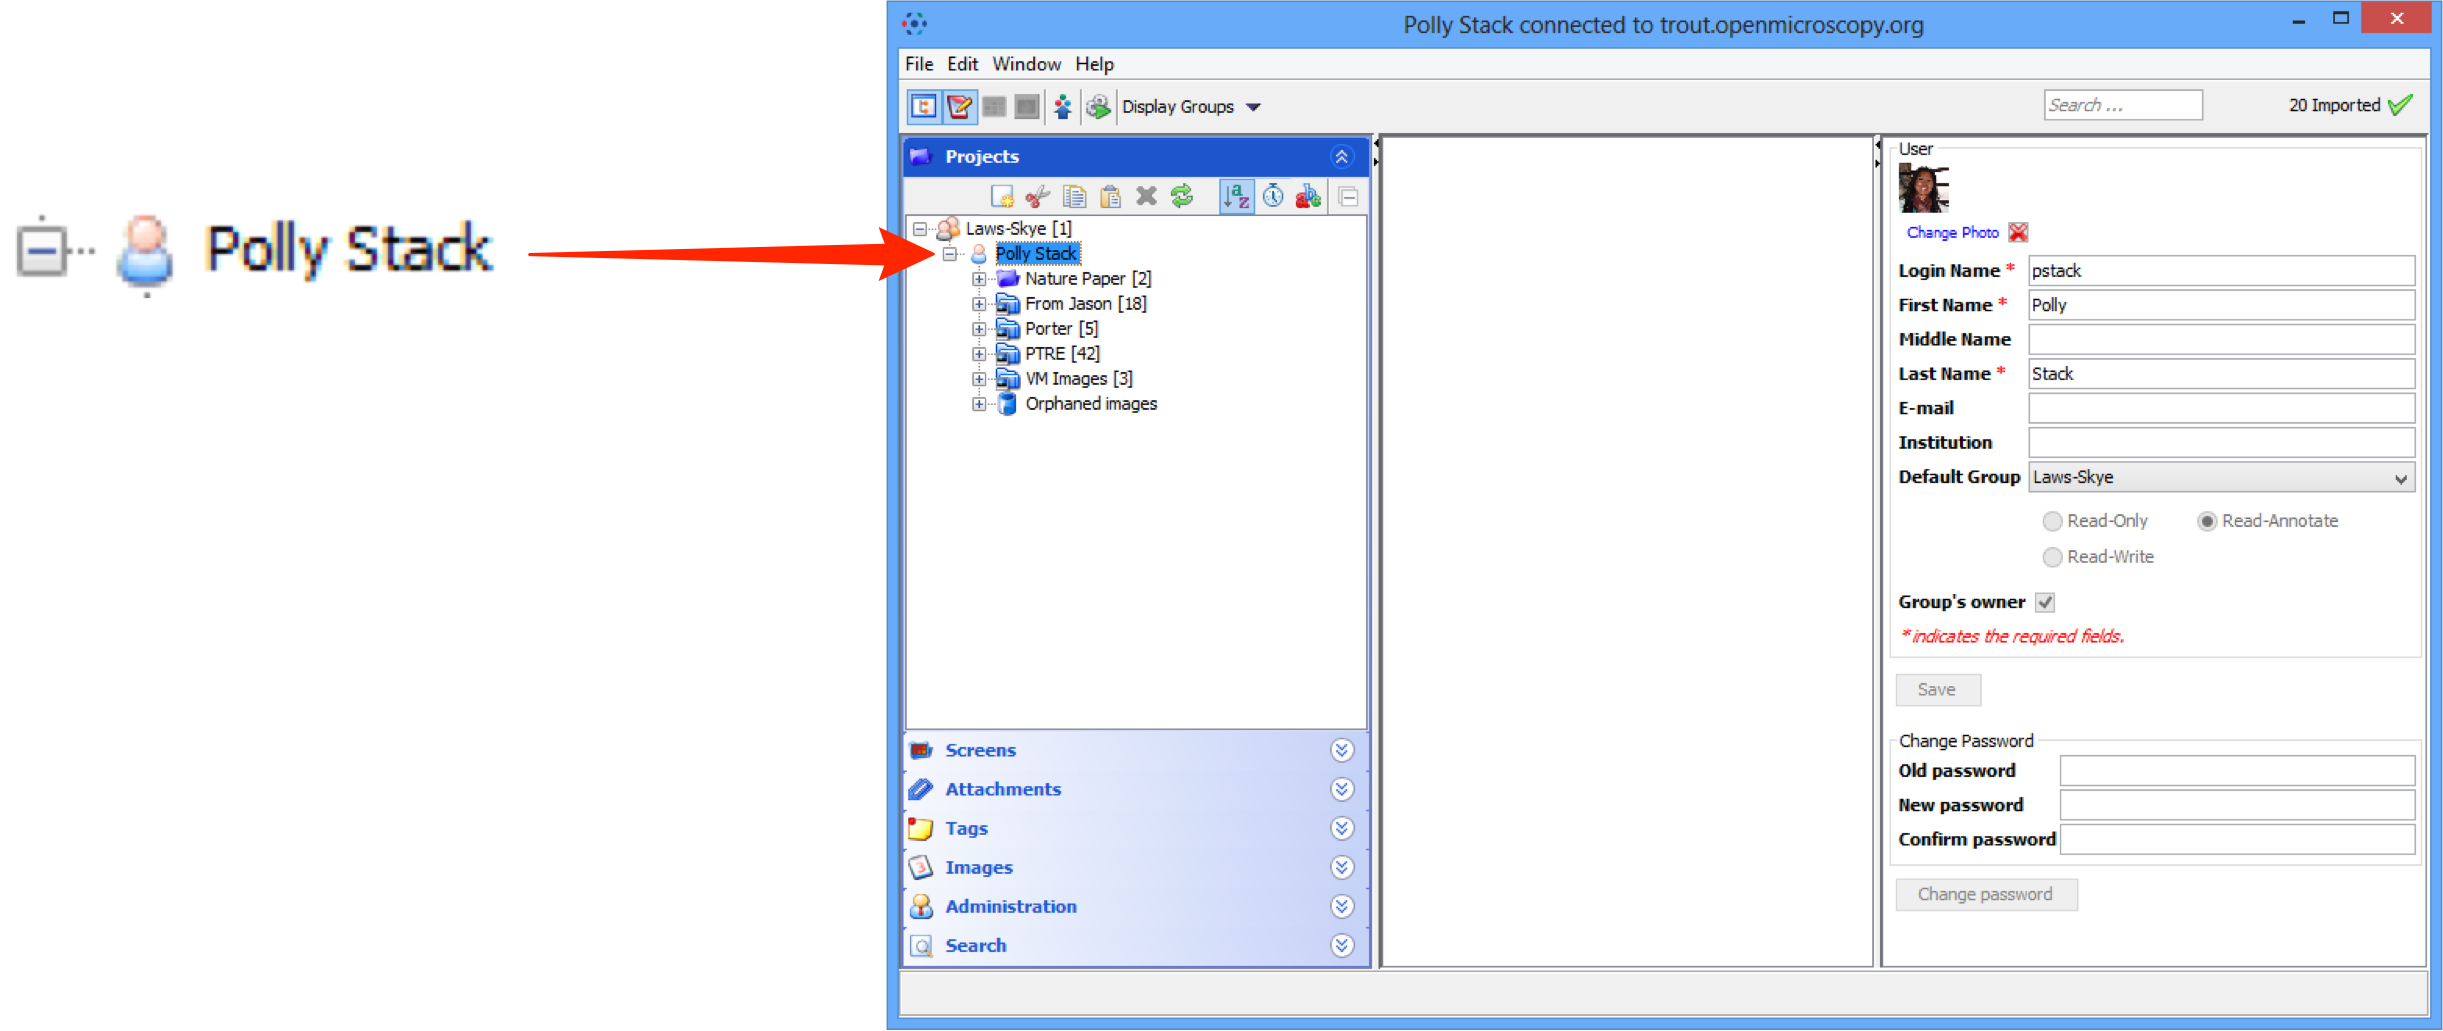 Polly Stack
Polly Stack connected to trout.openmicroscopy.org
File Edit Window Help
Display Groups
Search ...
20 Imported
Projects
Laws-Skye [1]
Polly Stack
Nature Paper [2]
From Jason [18]
Porter [5]
PTRE [42]
VM Images [3]
Orphaned images
Screens
Attachments
Tags
Images
Administration
Search
User
Change Photo
Login Name * pstack
First Name * Polly
Middle Name
Last Name * Stack
E-mail
Institution
Default Group Laws-Skye
Read-Only Read-Annotate
Read-Write
Group's owner
* indicates the required fields.
Save
Change Password
Old password
New password
Confirm password
Change password